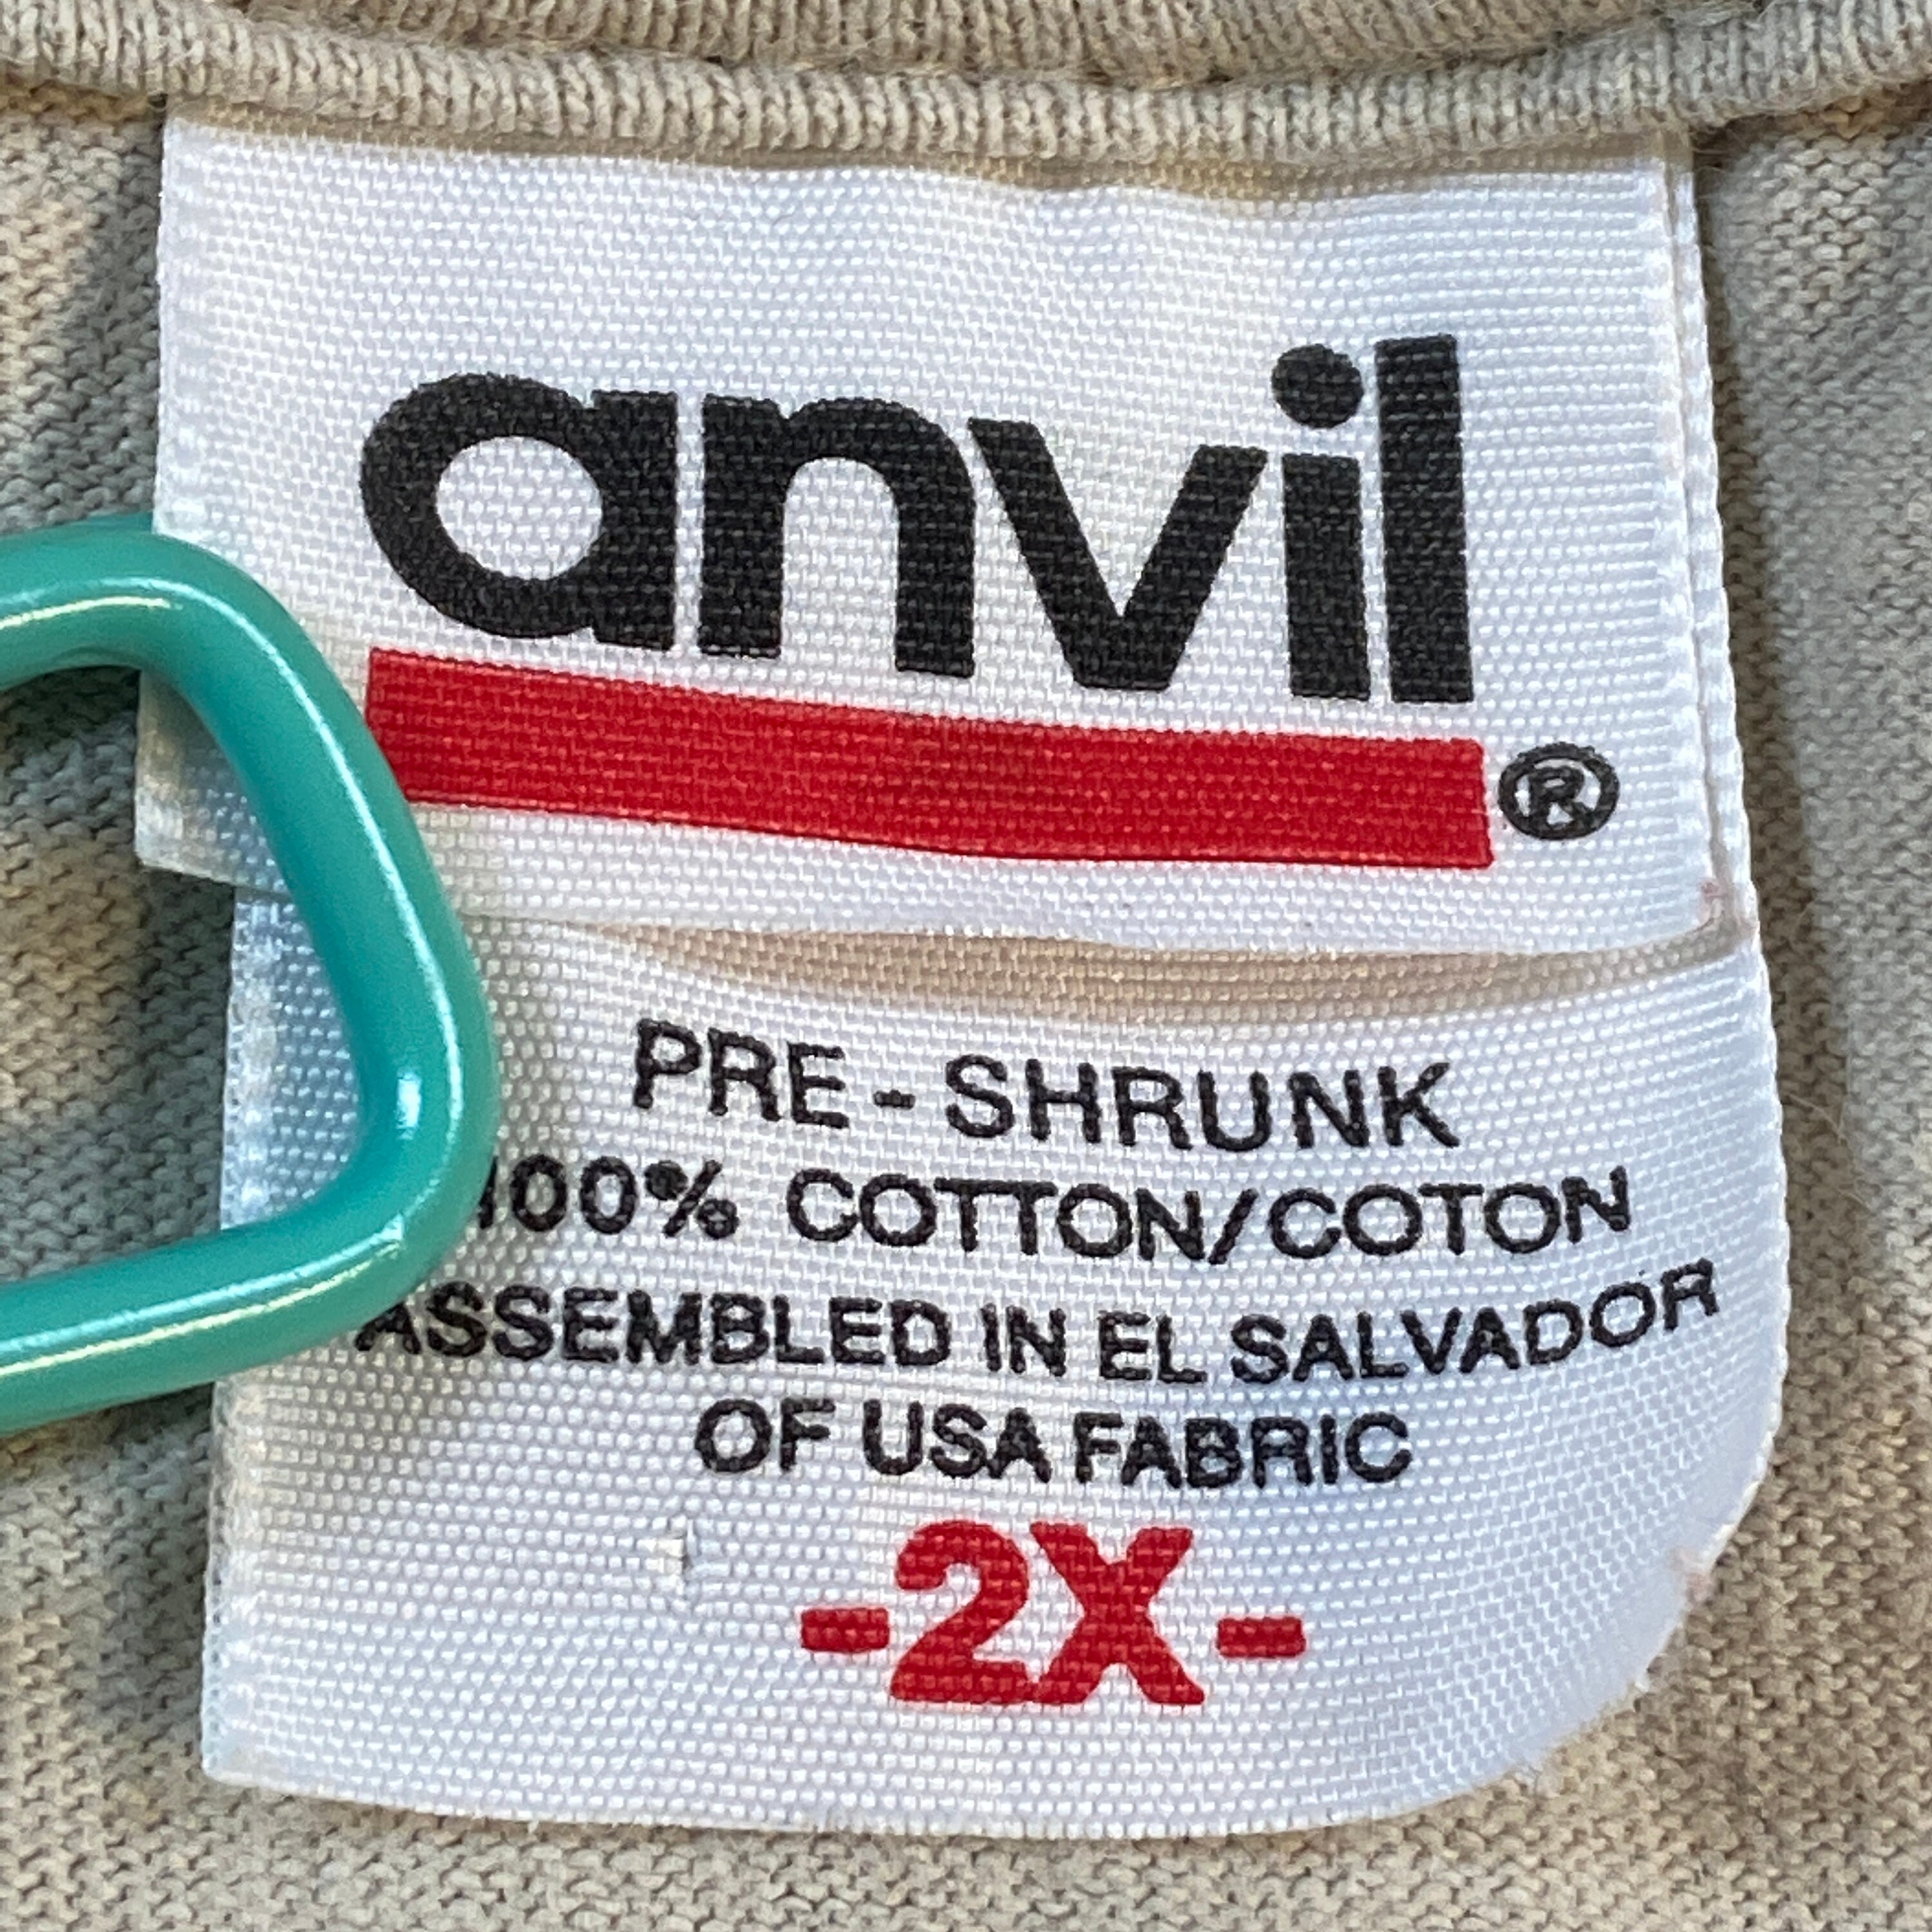 anvil
®
PRE-SHRUNK
100% COTTON/COTON
ASSEMBLED IN EL SALVADOR
OF USA FABRIC
-2X-